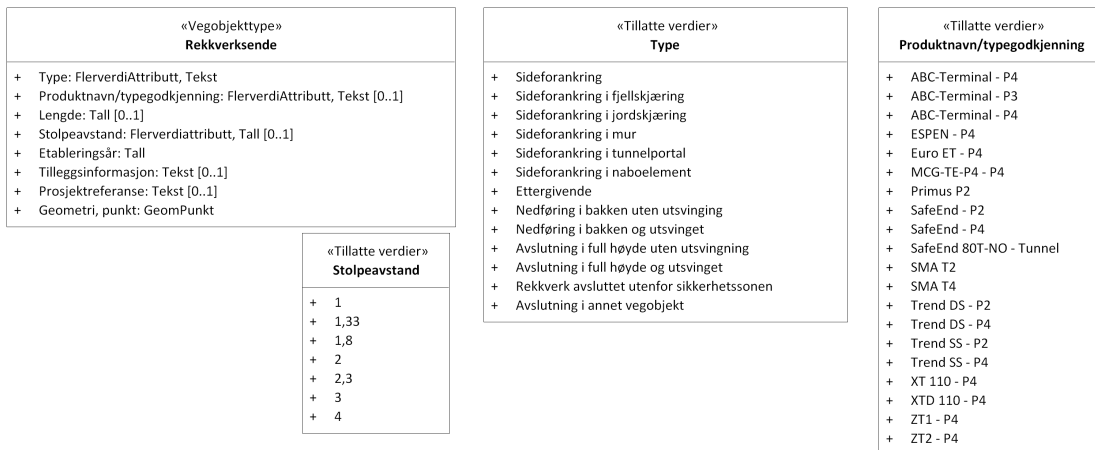 «Vegobjekttype»
Rekkverksende
+ Type: FlerverdiAttributt, Tekst
+ Produktnavn/typegodkjenning: FlerverdiAttributt, Tekst [0..1]
+ Lengde: Tall [0..1]
+ Stolpeavstand: Flerverdiattributt, Tall [0..1]
+ Etableringsår: Tall
+ Tilleggsinformasjon: Tekst [0..1]
+ Prosjektreferanse: Tekst [0..1]
+ Geometri, punkt: GeomPunkt
«Tillatte verdier»
Stolpeavstand
+ 1
+ 1,33
+ 1,8
+ 2
+ 2,3
+ 3
+ 4
«Tillatte verdier»
Type
+ Sideforankring
+ Sideforankring i fjellskjæring
+ Sideforankring i jordskjæring
+ Sideforankring i mur
+ Sideforankring i tunnelportal
+ Sideforankring i naboelement
+ Ettergivende
+ Nedføring i bakken uten utsvinging
+ Nedføring i bakken og utsvinget
+ Avslutning i full høyde uten utsvingning
+ Avslutning i full høyde og utsvinget
+ Rekkverk avsluttet utenfor sikkerhetssonen
+ Avslutning i annet vegobjekt
«Tillatte verdier»
Produktnavn/typegodkjenning
+ ABC-Terminal - P4
+ ABC-Terminal - P3
+ ABC-Terminal - P4
+ ESPEN - P4
+ Euro ET - P4
+ MCG-TE-P4 - P4
+ Primus P2
+ SafeEnd - P2
+ SafeEnd - P4
+ SafeEnd 80T-NO - Tunnel
+ SMA T2
+ SMA T4
+ Trend DS - P2
+ Trend DS - P4
+ Trend SS - P2
+ Trend SS - P4
+ XT 110 - P4
+ XTD 110 - P4
+ ZT1 - P4
+ ZT2 - P4